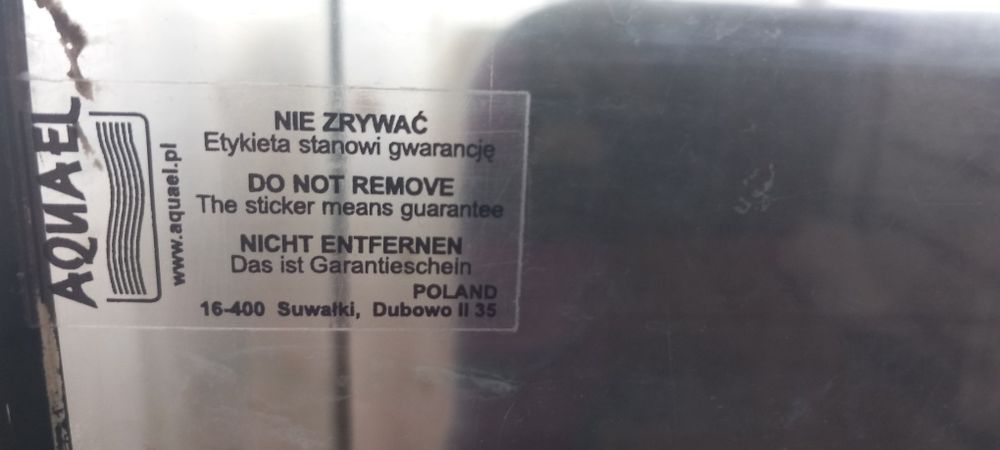 AQUAEL
www.aquael.pl
NIE ZRYWAĆ
Etykieta stanowi gwarancję
DO NOT REMOVE
The sticker means guarantee
NICHT ENTFERNEN
Das ist Garantieschein
POLAND
16-400 Suwałki, Dubowo II 35